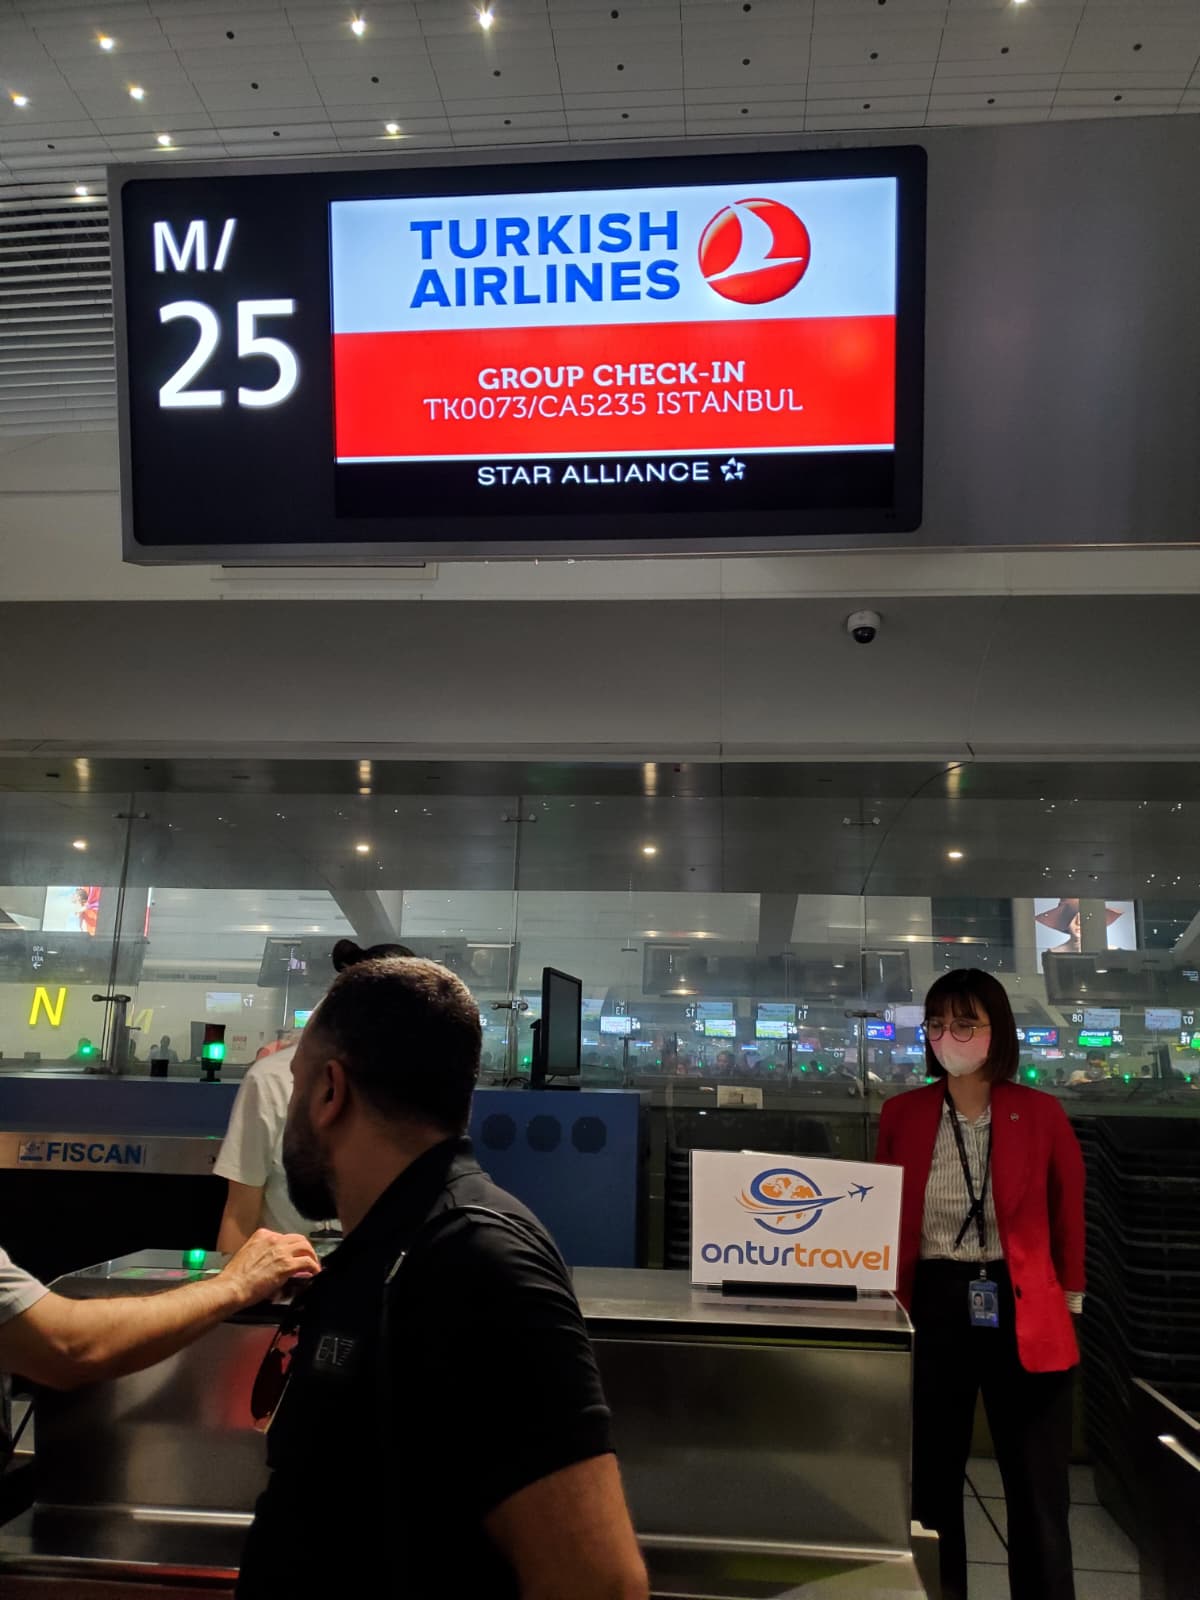 M/
25
TURKISH
AIRLINES
GROUP CHECK-IN
TK0073/CA5235 ISTANBUL
STAR ALLIANCE
N
FISCAN
onturtravel